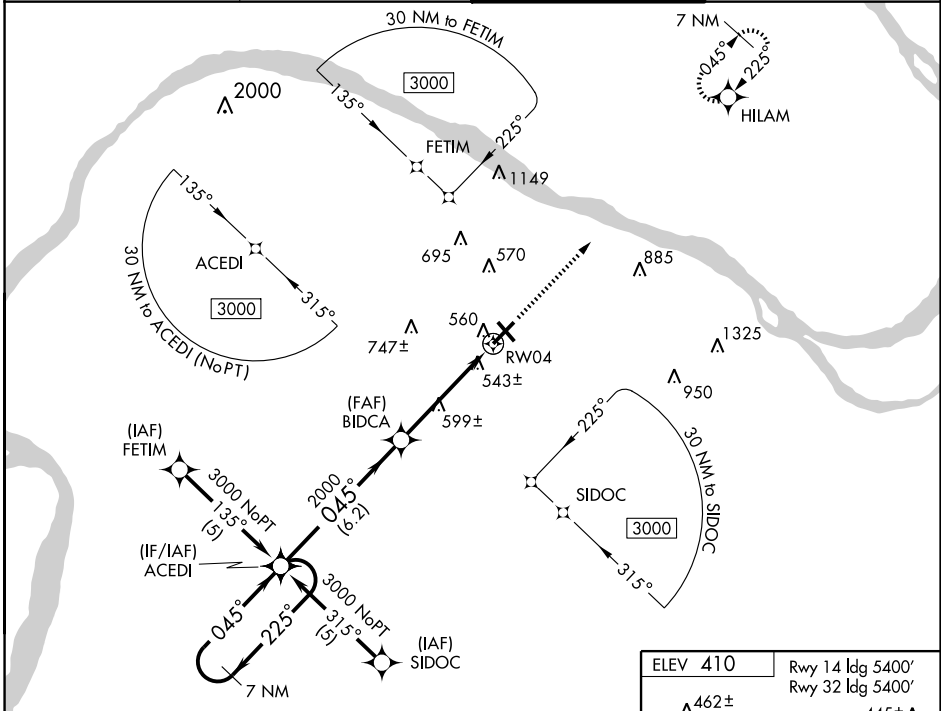 30 NM to FETIM
3000
135°
225°
FETIM
2000
1149
7 NM
045°
225°
HILAM
135°
ACEDI
315°
3000
30 NM to ACEDI (NoPT)
695
570
885
747±
560
RW04
543±
1325
950
599±
(FAF)
BIDCA
225°
SIDOC
3000
315°
30 NM to SIDOC
(IAF)
FETIM
3000 NoPT
135°
(5)
2000
045°
(6.2)
(IF/IAF)
ACEDI
3000 NoPT
315°
(5)
045°
225°
7 NM
(IAF)
SIDOC
ELEV 410
Rwy 14 ldg 5400'
Rwy 32 ldg 5400'
462±